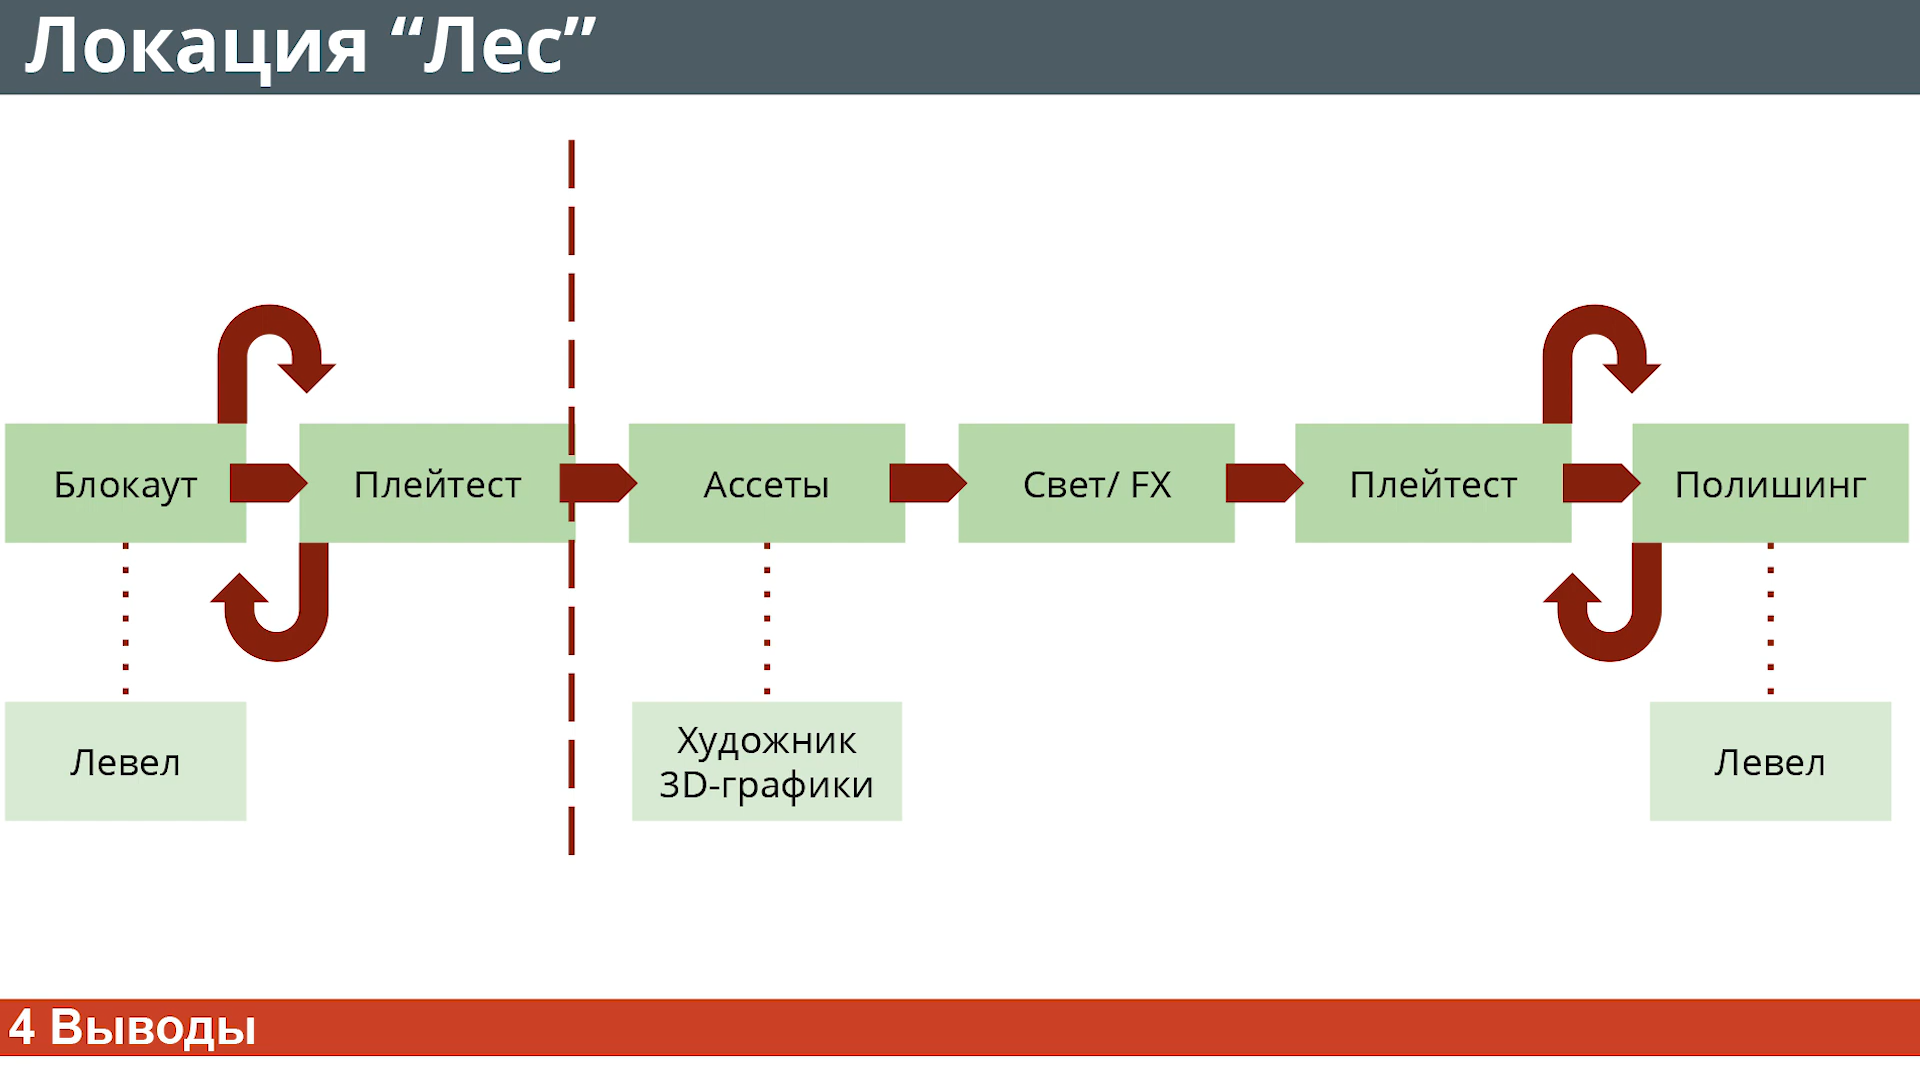 Локация “Лес”
Блокаут
Плейтест
Ассеты
Свет/ FX
Плейтест
Полишинг
Левел
Художник
3D-графики
Левел
4 Выводы